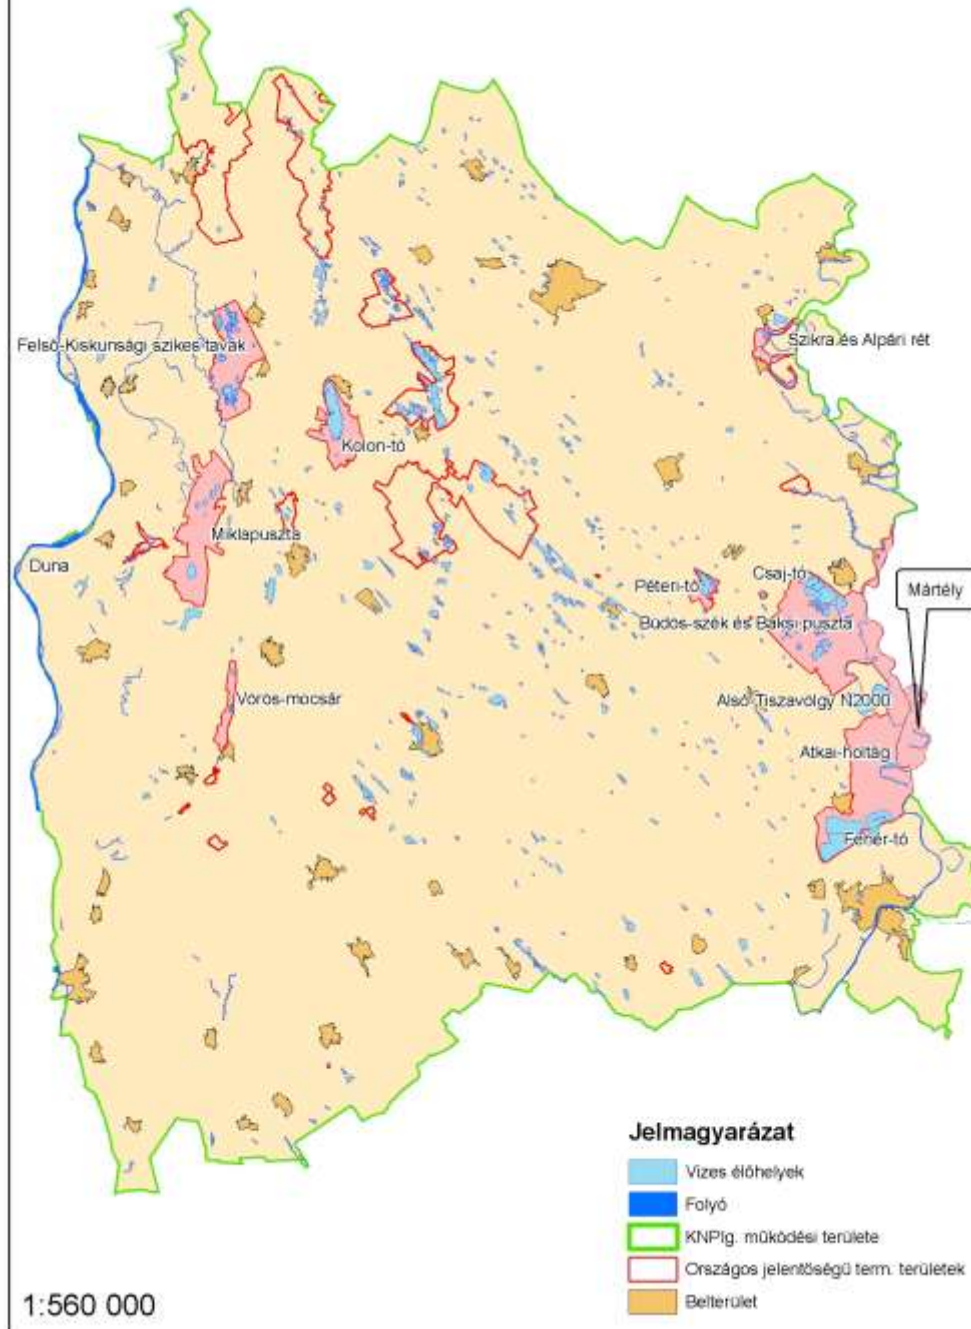 Felső-Kiskunsági szikes tavak
Szikra és Alpári rét
Kolon-tó
Miklapuszta
Duna
Péteri-tó
Csaj-tó
Mártély
Büdös-szék és Baksi puszta
Vörös-mocsár
Alsó-Tiszavölgy N2000
Atkai-holtág
Fehér-tó
Jelmagyarázat
Vizes élőhelyek
Folyó
KNPIg. működési területe
Országos jelentőségű term. területek
Belterület
1:560 000